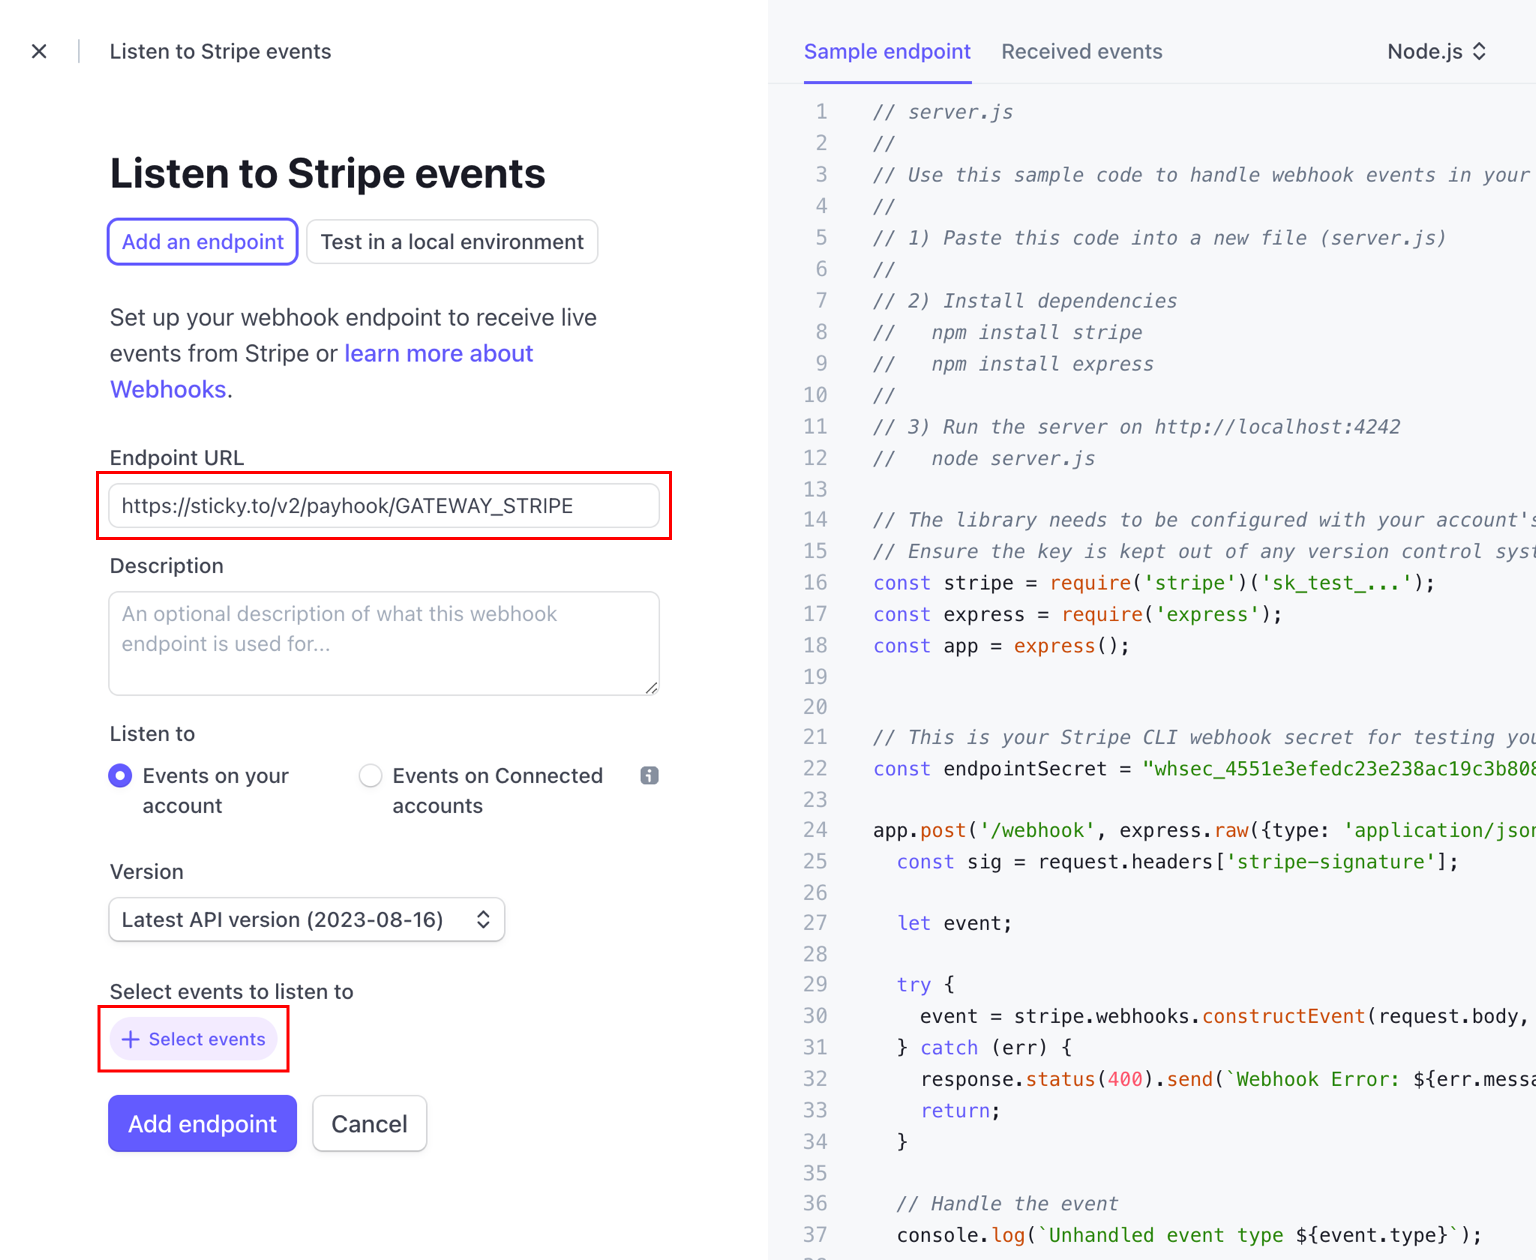 Listen to Stripe events
Listen to Stripe events
Add an endpoint
Test in a local environment
Set up your webhook endpoint to receive live
events from Stripe or learn more about
Webhooks.
Endpoint URL
https://sticky.to/v2/payhook/GATEWAY_STRIPE
Description
An optional description of what this webhook
endpoint is used for...
Listen to
Events on your
account
Events on Connected
accounts
Version
Latest API version (2023-08-16)
Select events to listen to
+ Select events
Add endpoint
Cancel
Sample endpoint
Received events
Node.js
1 // server.js
2 //
3 // Use this sample code to handle webhook events in your
4 //
5 // 1) Paste this code into a new file (server.js)
6 //
7 // 2) Install dependencies
8 //   npm install stripe
9 //   npm install express
10 //
11 // 3) Run the server on http://localhost:4242
12 //   node server.js
13
14 // The library needs to be configured with your account's
15 // Ensure the key is kept out of any version control syst
16 const stripe = require('stripe')('sk_test_...');
17 const express = require('express');
18 const app = express();
19
20
21 // This is your Stripe CLI webhook secret for testing you
22 const endpointSecret = "whsec_4551e3efedc23e238ac19c3b808
23
24 app.post('/webhook', express.raw({type: 'application/json
25   const sig = request.headers['stripe-signature'];
26
27   let event;
28
29   try {
30     event = stripe.webhooks.constructEvent(request.body,
31   } catch (err) {
32     response.status(400).send(`Webhook Error: ${err.messa
33     return;
34   }
35
36   // Handle the event
37   console.log(`Unhandled event type ${event.type}`);